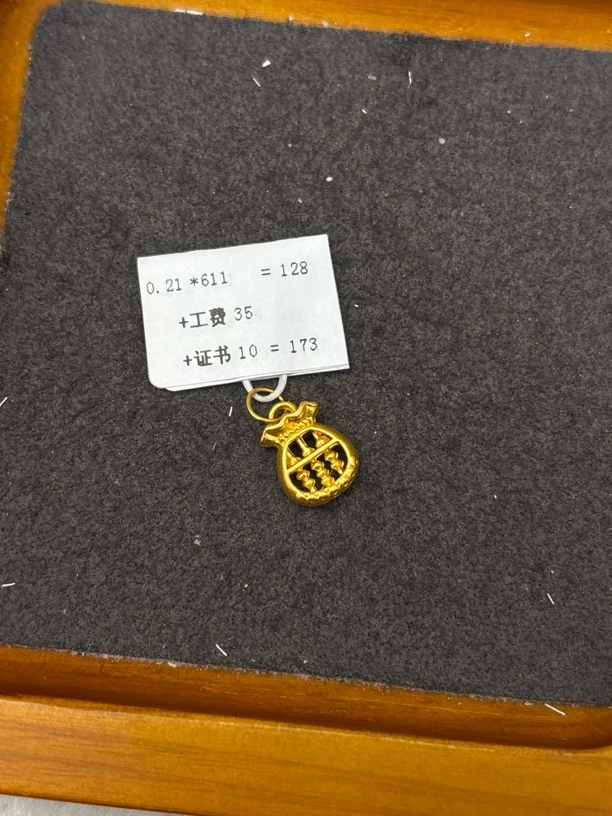 0.21 *611 = 128
+工费 35
+证书 10 = 173